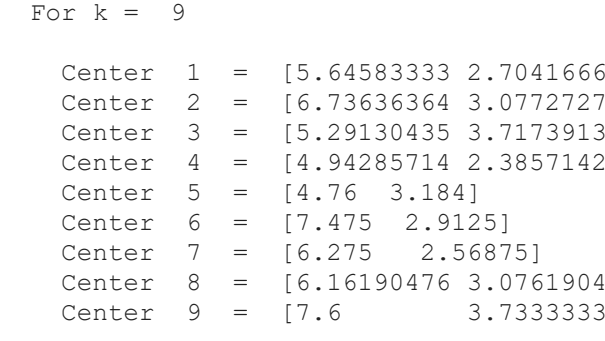 For k = 9
Center 1 = [5.64583333 2.7041666
Center 2 = [6.73636364 3.0772727
Center 3 = [5.29130435 3.7173913
Center 4 = [4.94285714 2.3857142
Center 5 = [4.76 3.184]
Center 6 = [7.475 2.9125]
Center 7 = [6.275 2.56875]
Center 8 = [6.16190476 3.0761904
Center 9 = [7.6 3.7333333